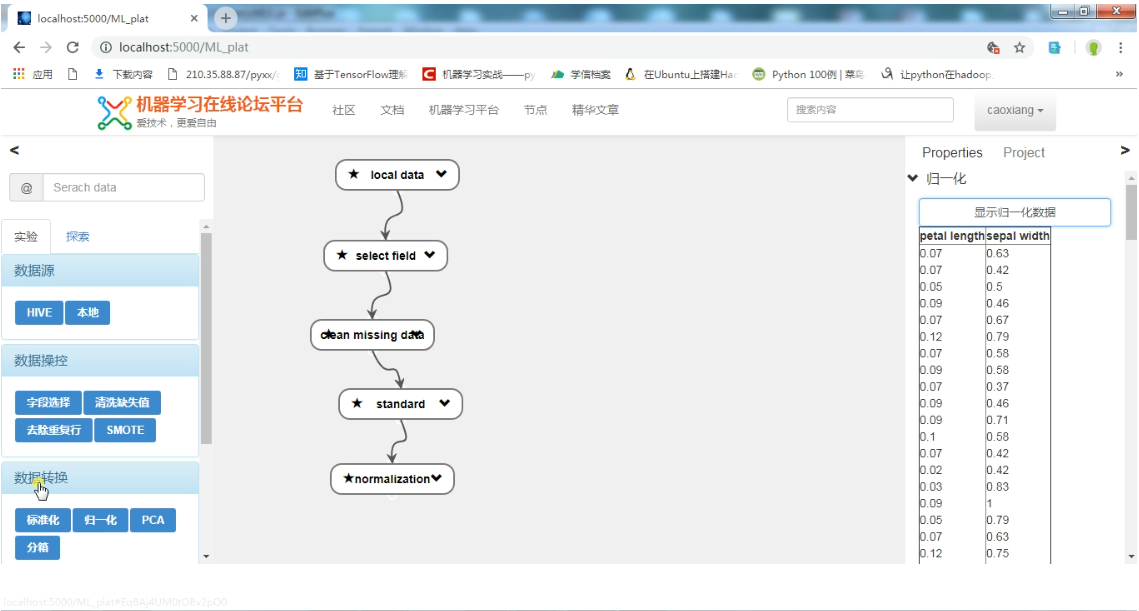 localhost:5000/ML_plat
localhost:5000/ML_plat
应用 下载内容 210.35.88.87/pyxx/ 知 基于TensorFlow理解 C 机器学习实战——py 学信档案 在Ubuntu上搭建Had Python 100例 | 菜鸟 让python在hadoop
机器学习在线论坛平台
爱技术，更爱自由
社区 文档 机器学习平台 节点 精华文章 搜索内容 caoxiang
< Properties Project >
@ Serach data
实验 探索
数据源
HIVE 本地
数据操控
字段选择 清洗缺失值
去除重复行 SMOTE
数据转换
标准化 归一化 PCA
分箱
local data
select field
clean missing data
standard
normalization
归一化
显示归一化数据
petal length sepal width
0.07 0.63
0.07 0.42
0.05 0.5
0.09 0.46
0.07 0.67
0.12 0.79
0.07 0.58
0.09 0.58
0.07 0.37
0.09 0.46
0.09 0.71
0.1 0.58
0.07 0.42
0.02 0.42
0.03 0.83
0.09 1
0.05 0.79
0.07 0.63
0.12 0.75